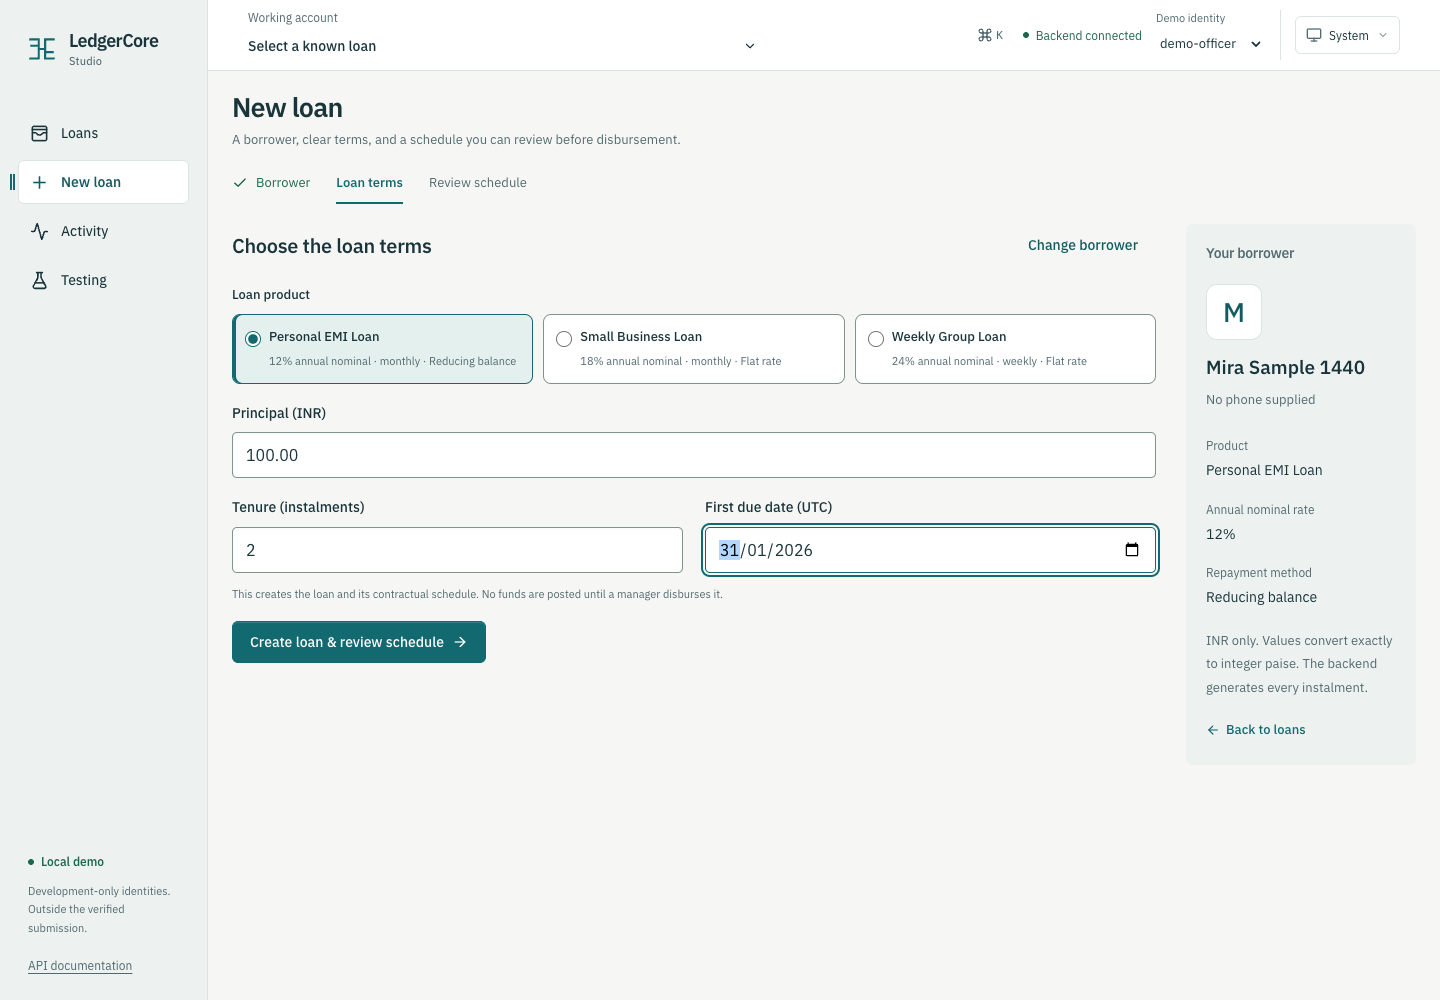 LedgerCore
Studio
Loans
New loan
Activity
Testing
Local demo
Development-only identities.
Outside the verified
submission.
API documentation
Working account
Select a known loan
K
Backend connected
Demo identity
demo-officer
System
New loan
A borrower, clear terms, and a schedule you can review before disbursement.
Borrower
Loan terms
Review schedule
Choose the loan terms
Change borrower
Loan product
Personal EMI Loan
12% annual nominal · monthly · Reducing balance
Small Business Loan
18% annual nominal · monthly · Flat rate
Weekly Group Loan
24% annual nominal · weekly · Flat rate
Principal (INR)
100.00
Tenure (instalments)
2
First due date (UTC)
31/01/2026
This creates the loan and its contractual schedule. No funds are posted until a manager disburses it.
Create loan & review schedule
Your borrower
M
Mira Sample 1440
No phone supplied
Product
Personal EMI Loan
Annual nominal rate
12%
Repayment method
Reducing balance
INR only. Values convert exactly
to integer paise. The backend
generates every instalment.
Back to loans